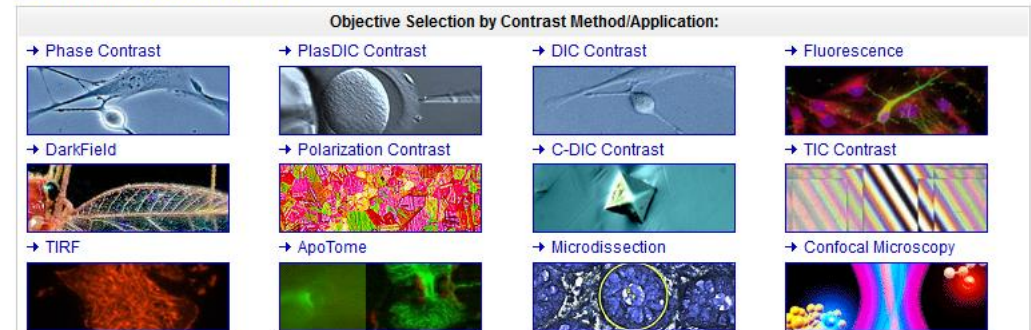 Objective Selection by Contrast Method/Application:
→ Phase Contrast
→ PlasDIC Contrast
→ DIC Contrast
→ Fluorescence
→ DarkField
→ Polarization Contrast
→ C-DIC Contrast
→ TIC Contrast
→ TIRF
→ ApoTome
→ Microdissection
→ Confocal Microscopy